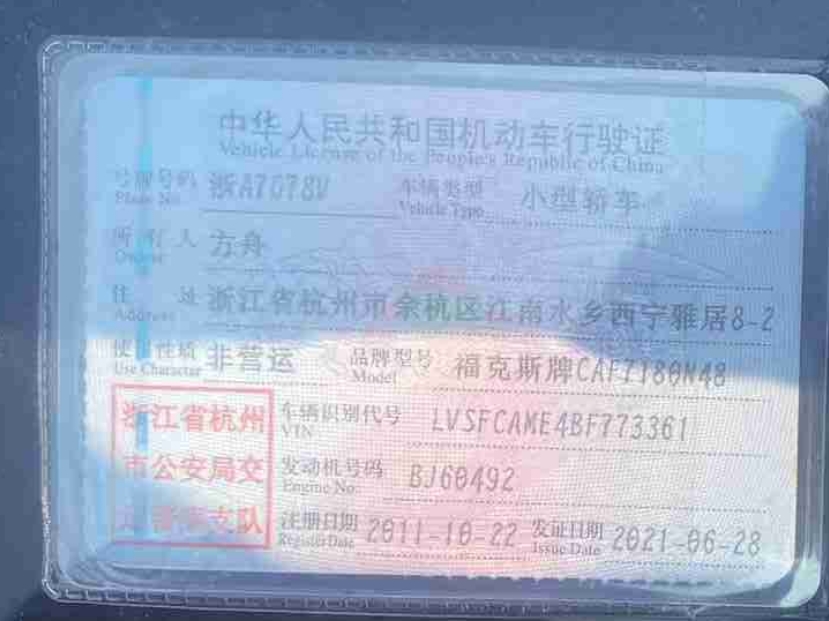 中华人民共和国机动车行驶证
Vehicle License of the People's Republic of China
号牌号码 浙A7078V 车辆类型 小型轿车
Plate No. Vehicle Type
所有人 方舟
Owner
住址 浙江省杭州市余杭区江南水乡西宁雅居8-2
Address
使用性质 非营运 品牌型号 福克斯牌CAF7180N48
Use Character Model
浙江省杭州 车辆识别代号 LVSFCAME4BF773361
VIN
市公安局交 发动机号码 BJ60492
Engine No.
通警察支队 注册日期 2011-10-22 发证日期 2021-06-28
Register Date Issue Date